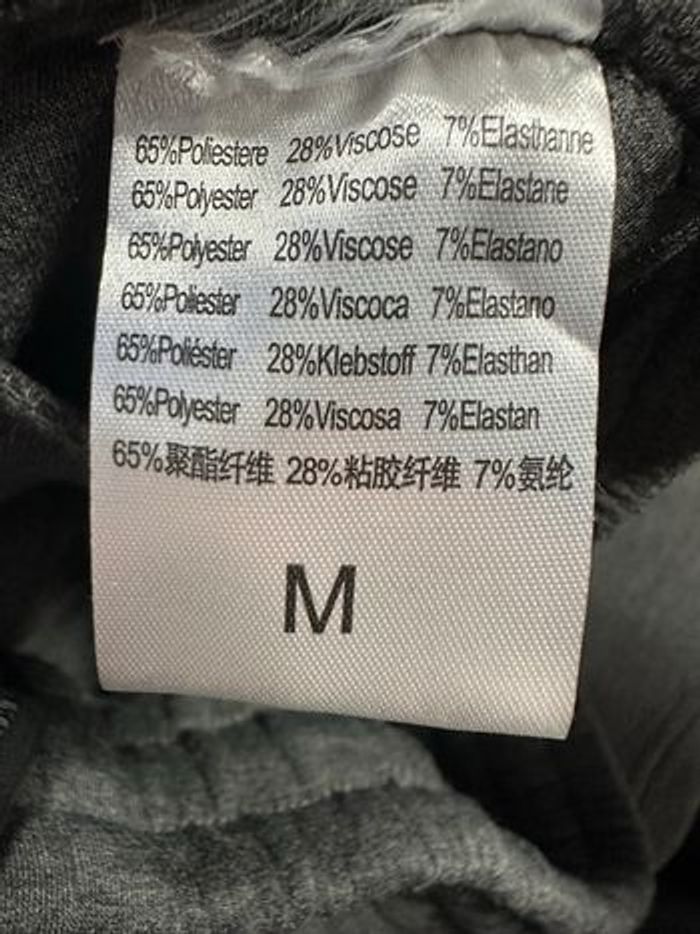 65%Poliestere 28%Viscose 7%Elasthanne
65%Polyester 28%Viscose 7%Elastane
65%Polyester 28%Viscose 7%Elastano
65%Poliester 28%Viscoca 7%Elastano
65%Poliéster 28%Klebstoff 7%Elasthan
65%Polyester 28%Viscosa 7%Elastan
65%聚酯纤维 28%粘胶纤维 7%氨纶
M